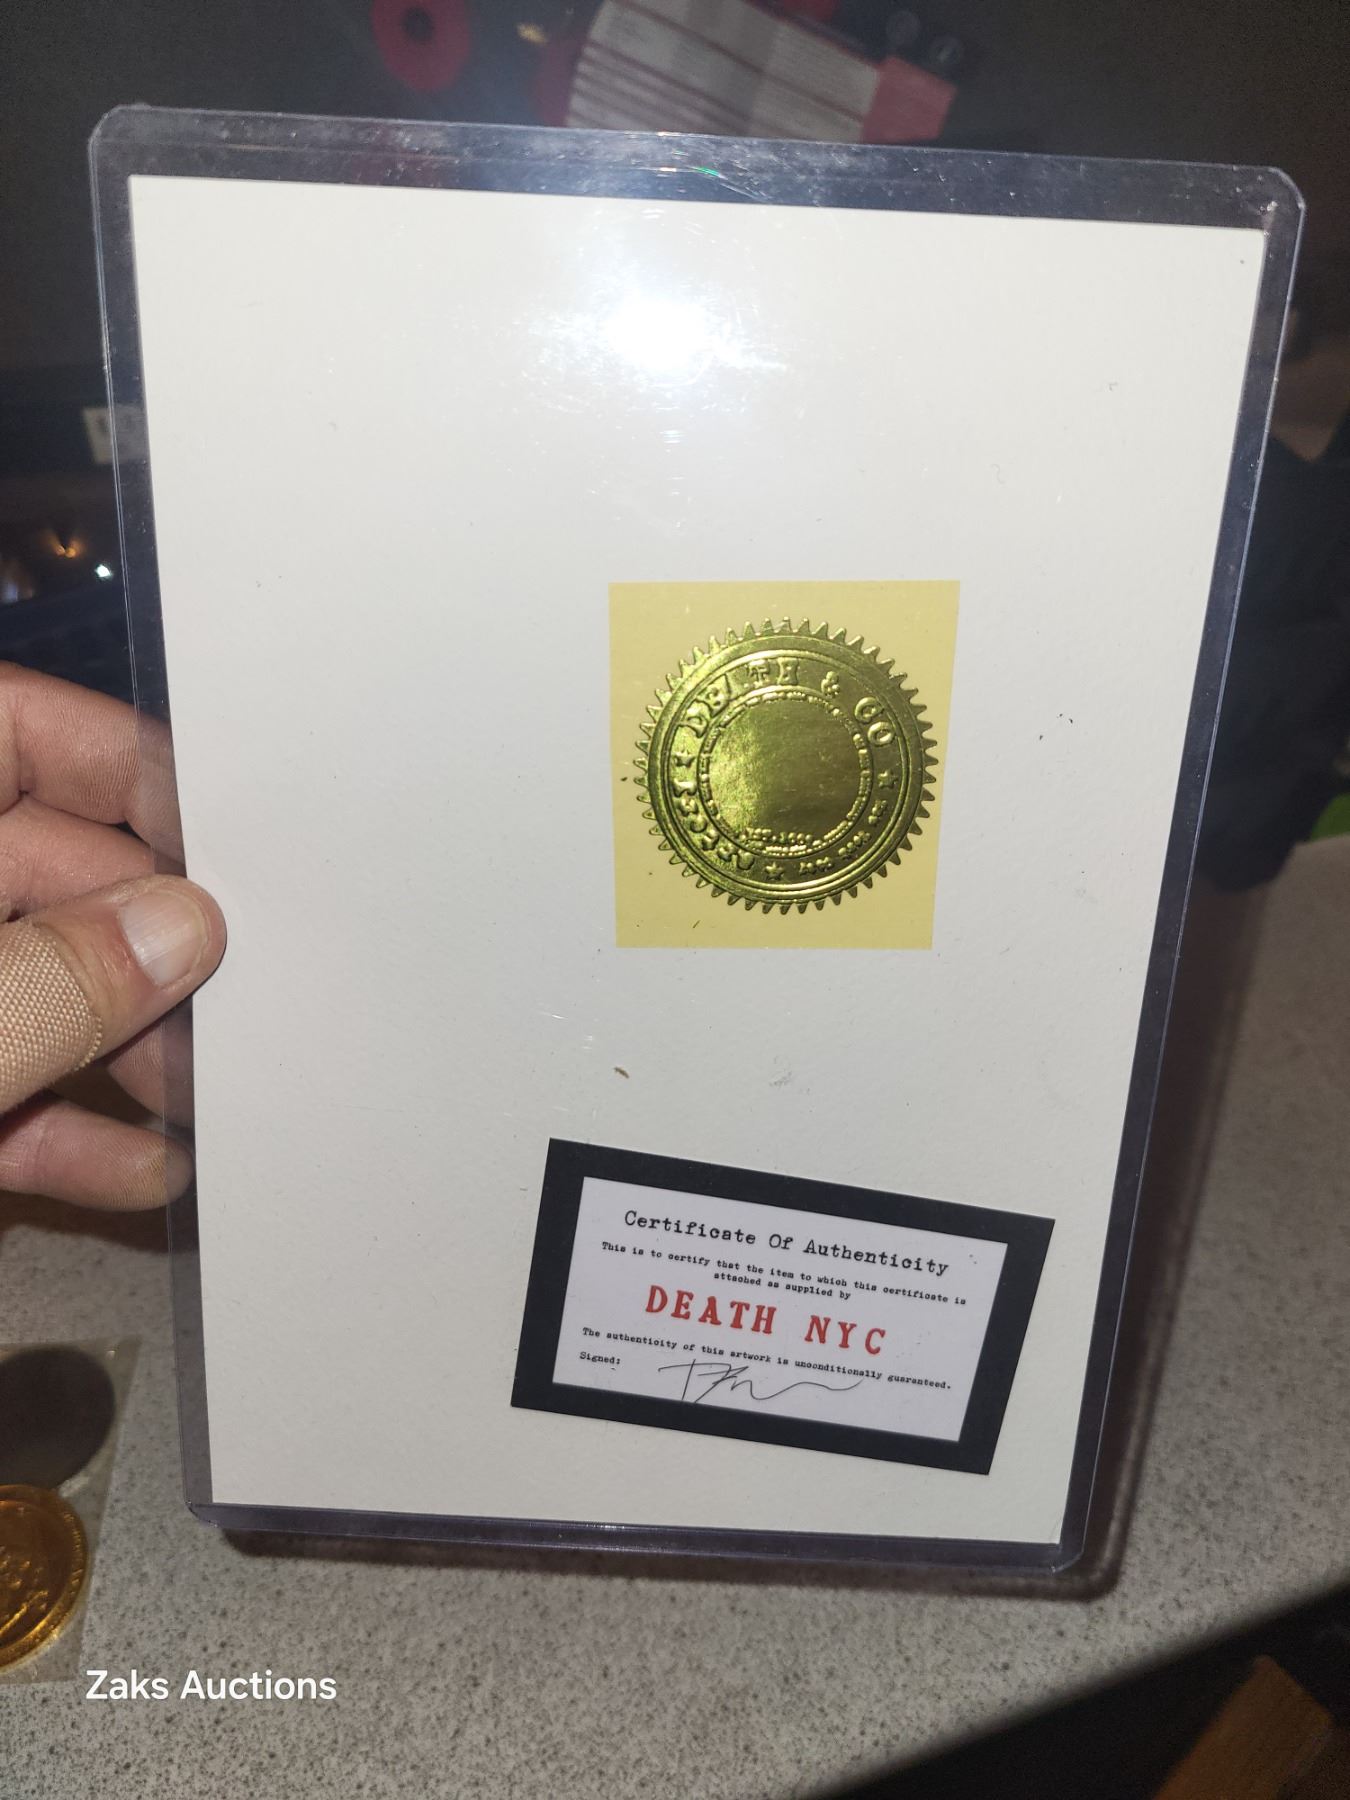 & CO
Certificate Of Authenticity
This is to certify that the item to which this certificate is
attached as supplied by
DEATH NYC
The authenticity of this artwork is unconditionally guaranteed.
Signed:
Zaks Auctions